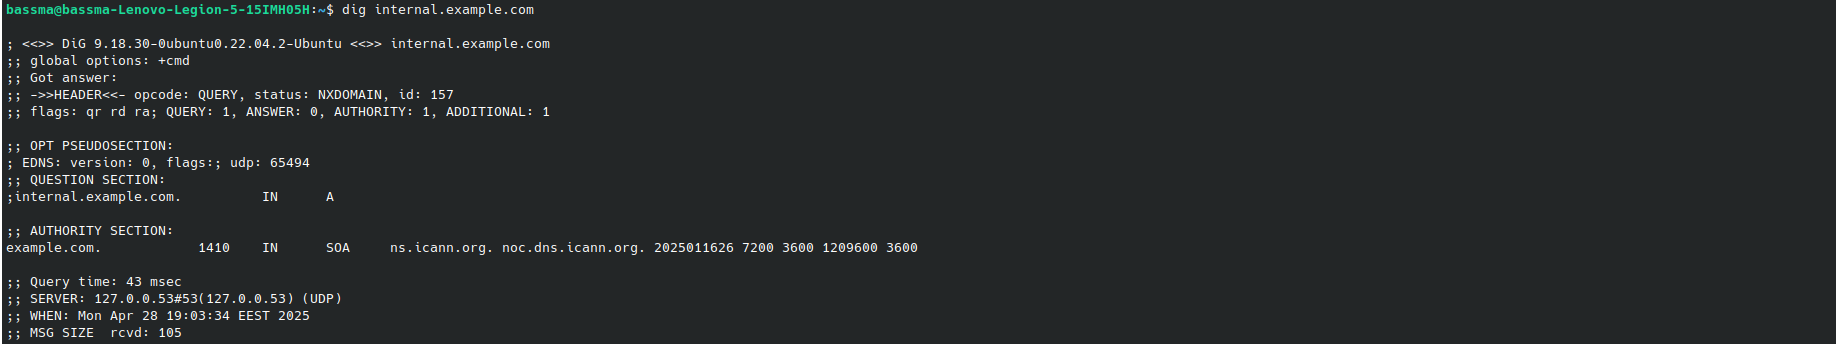 bassma@bassma-Lenovo-Legion-5-15IMH05H:~$ dig internal.example.com
; <<>> DiG 9.18.30-0ubuntu0.22.04.2-Ubuntu <<>> internal.example.com
;; global options: +cmd
;; Got answer:
;; ->>HEADER<<- opcode: QUERY, status: NXDOMAIN, id: 157
;; flags: qr rd ra; QUERY: 1, ANSWER: 0, AUTHORITY: 1, ADDITIONAL: 1
;; OPT PSEUDOSECTION:
; EDNS: version: 0, flags:; udp: 65494
;; QUESTION SECTION:
;internal.example.com. IN A
;; AUTHORITY SECTION:
example.com. 1410 IN SOA ns.icann.org. noc.dns.icann.org. 2025011626 7200 3600 1209600 3600
;; Query time: 43 msec
;; SERVER: 127.0.0.53#53(127.0.0.53) (UDP)
;; WHEN: Mon Apr 28 19:03:34 EEST 2025
;; MSG SIZE  rcvd: 105